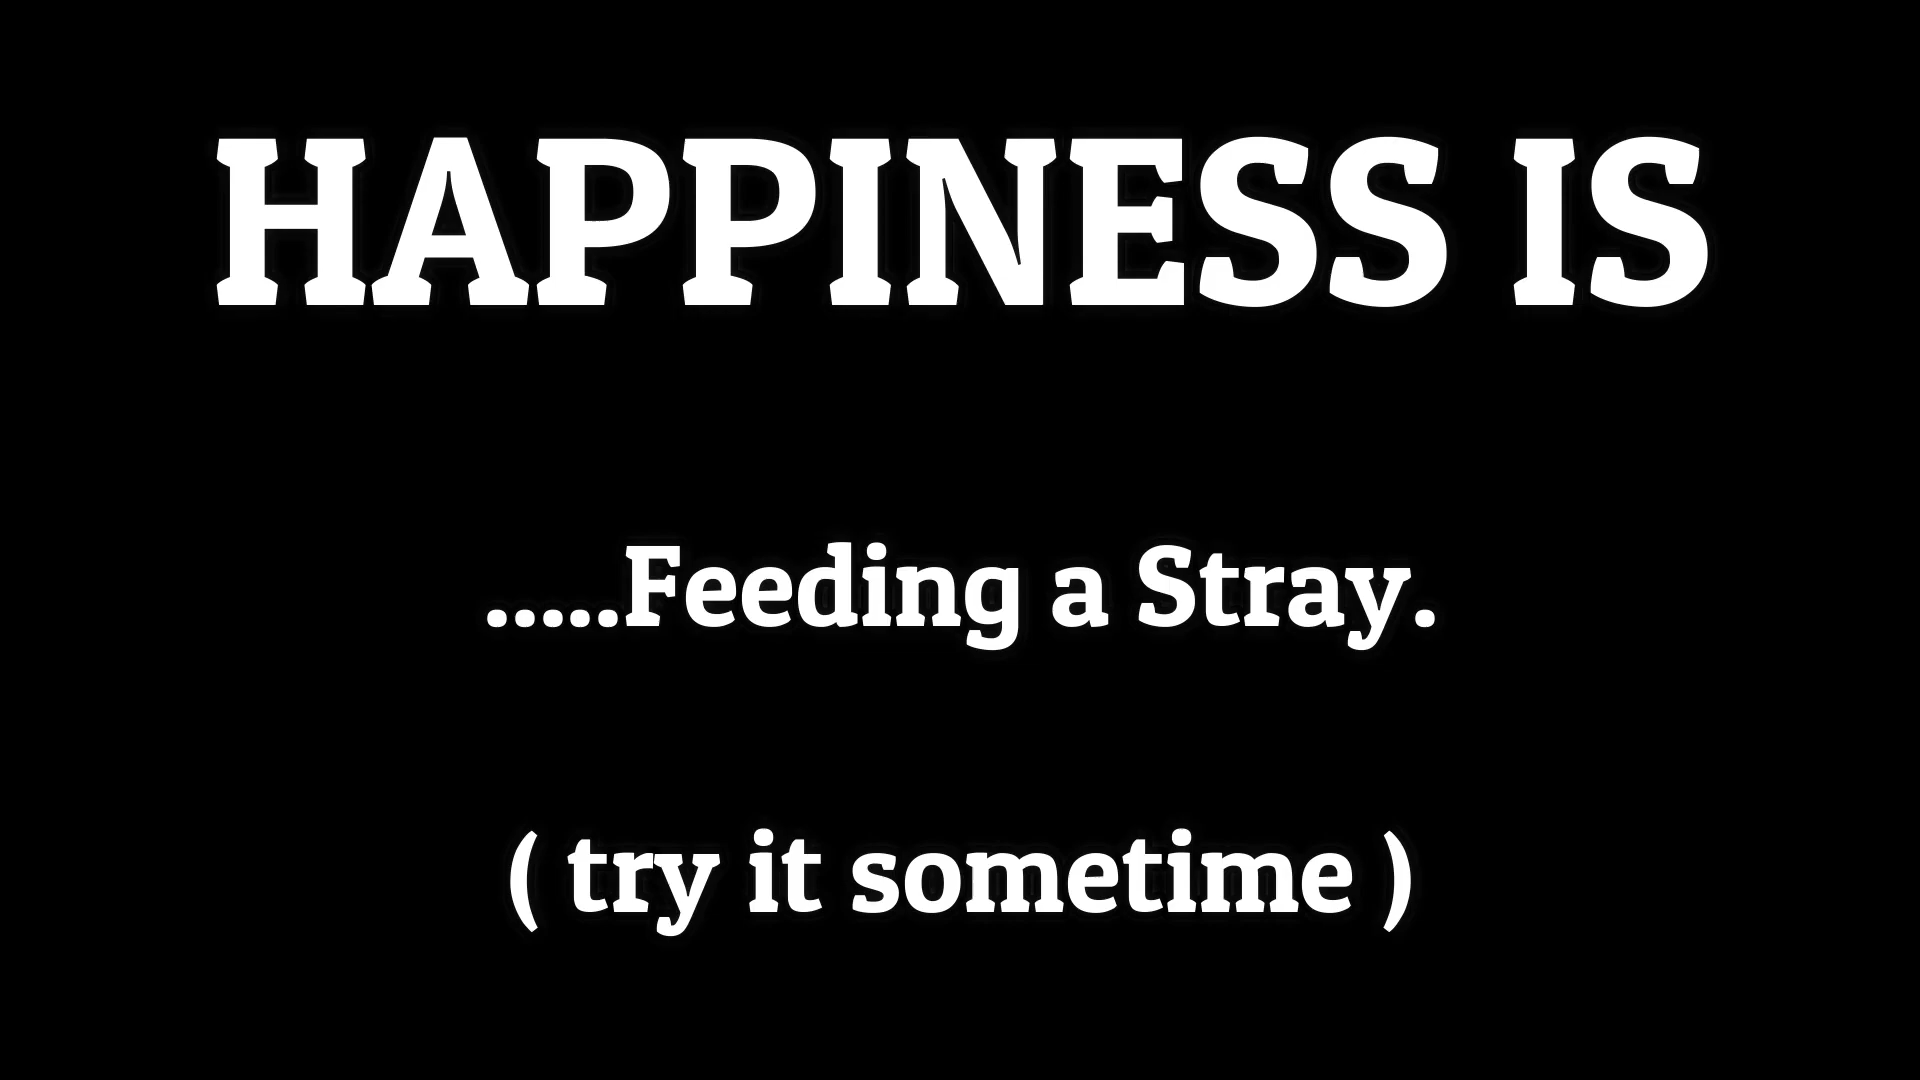 HAPPINESS IS
.....Feeding a Stray.
( try it sometime )